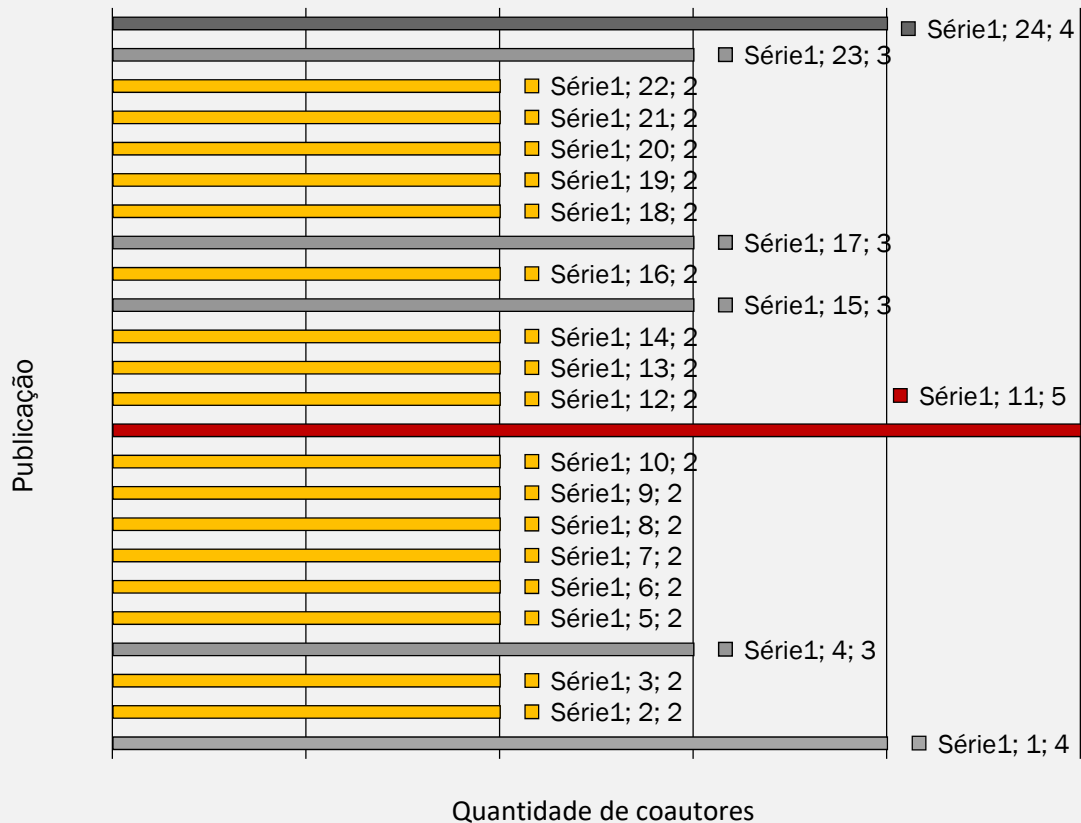 Série1; 24; 4
Série1; 23; 3
Série1; 22; 2
Série1; 21; 2
Série1; 20; 2
Série1; 19; 2
Série1; 18; 2
Série1; 17; 3
Série1; 16; 2
Série1; 15; 3
Série1; 14; 2
Série1; 13; 2
Série1; 12; 2
Série1; 11; 5
Série1; 10; 2
Série1; 9; 2
Série1; 8; 2
Série1; 7; 2
Série1; 6; 2
Série1; 5; 2
Série1; 4; 3
Série1; 3; 2
Série1; 2; 2
Série1; 1; 4
Publicação
Quantidade de coautores